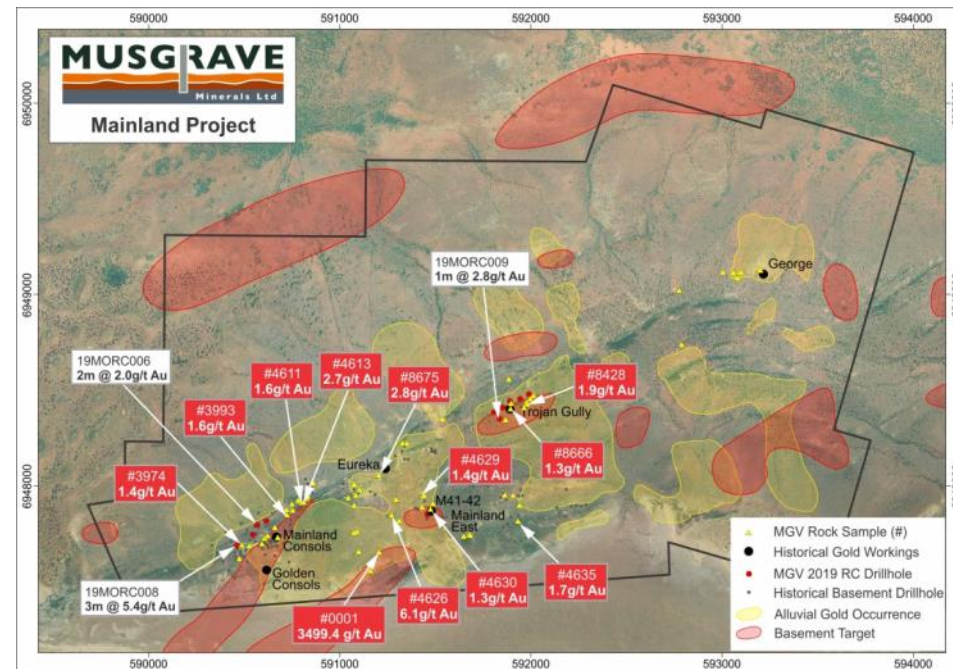 590000
591000
592000
593000
594000
MUSGRAVE
Minerals Ltd
Mainland Project
6950000
6949000
6948000
George
19MORC009
1m @ 2.8g/t Au
19MORC006
2m @ 2.0g/t Au
#4611
1.6g/t Au
#4613
2.7g/t Au
#8675
2.8g/t Au
#3993
1.6g/t Au
#8428
1.9g/t Au
Trojan Gully
#3974
1.4g/t Au
Eureka
#4629
1.4g/t Au
#8666
1.3g/t Au
M41-42
Mainland
East
Mainland
Consols
Golden
Consols
19MORC008
3m @ 5.4g/t Au
#0001
3499.4 g/t Au
#4626
6.1g/t Au
#4630
1.3g/t Au
#4635
1.7g/t Au
MGV Rock Sample (#)
Historical Gold Workings
MGV 2019 RC Drillhole
Historical Basement Drillhole
Alluvial Gold Occurrence
Basement Target
590000
591000
592000
593000
594000